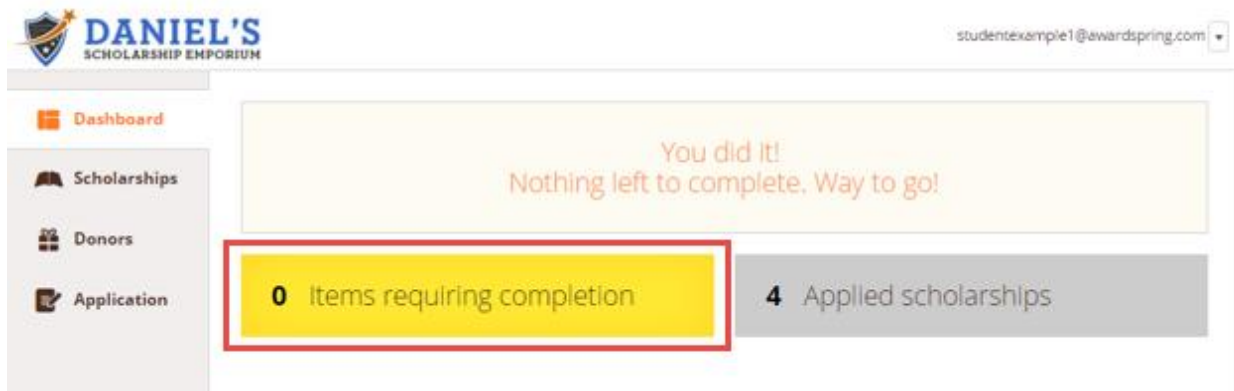 DANIEL'S
SCHOLARSHIP EMPORIUM
studentexample1@awardspring.com
Dashboard
Scholarships
Donors
Application
You did it!
Nothing left to complete. Way to go!
0 Items requiring completion
4 Applied scholarships